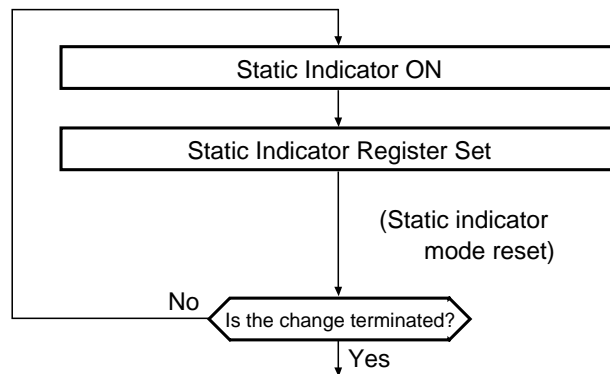 Static Indicator ON
Static Indicator Register Set
(Static indicator
mode reset)
No
Is the change terminated?
Yes